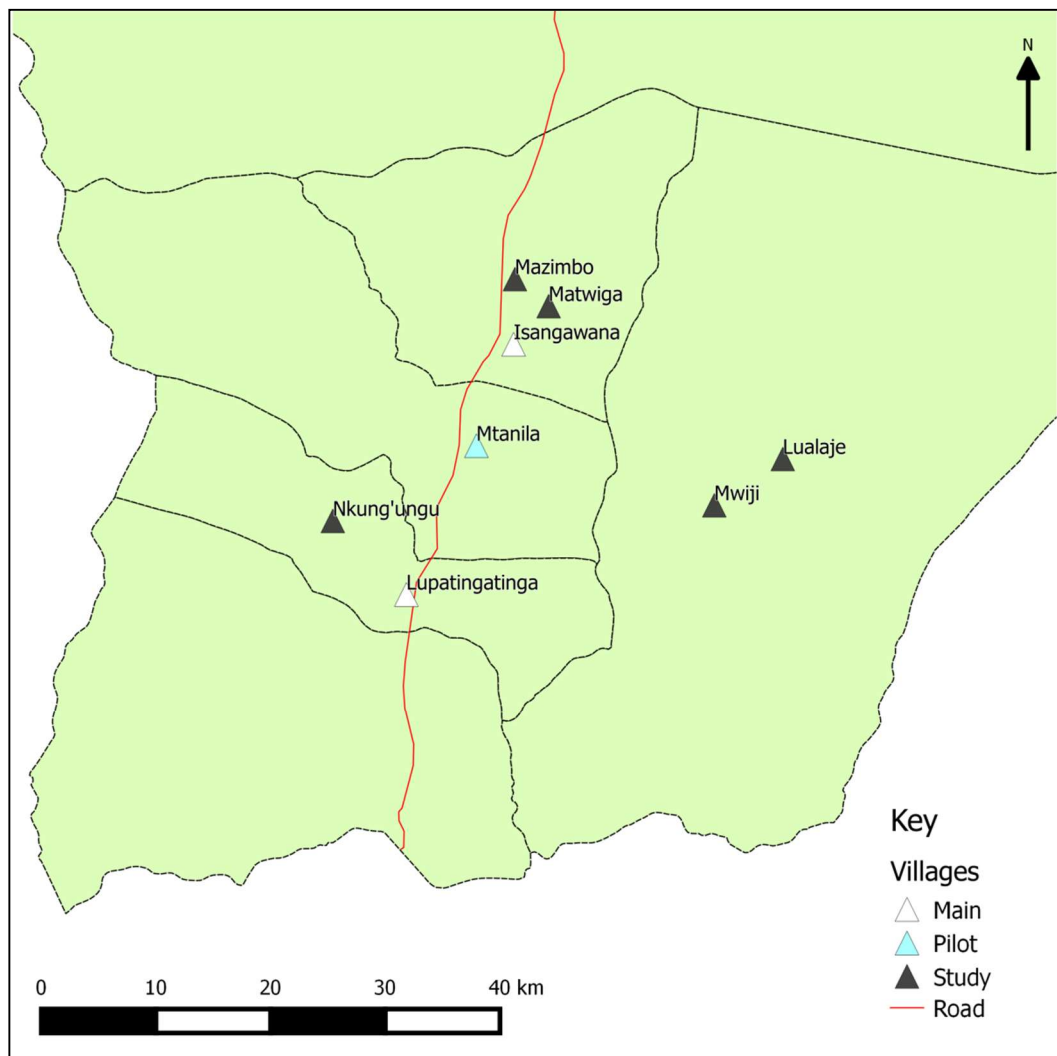 N
Mazimbo
Matwiga
Isangawana
Mtanila
Lualaje
Mwiji
Nkung'ungu
Lupatingatinga
Key
Villages
Main
Pilot
Study
Road
0 10 20 30 40 km